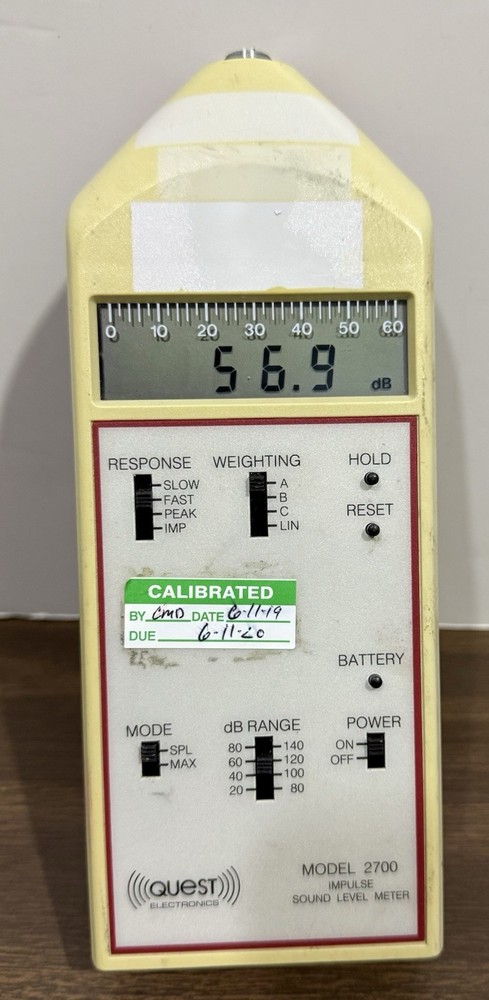 0 10 20 30 40 50 60
56.9 dB
RESPONSE WEIGHTING HOLD
SLOW A
FAST B
PEAK C RESET
IMP LIN
CALIBRATED
BY CMD DATE 6-11-19
DUE 6-11-20
BATTERY
MODE dB RANGE POWER
SPL 80 140 ON
MAX 60 120 OFF
40 100
20 80
QUEST
ELECTRONICS
MODEL 2700
IMPULSE
SOUND LEVEL METER